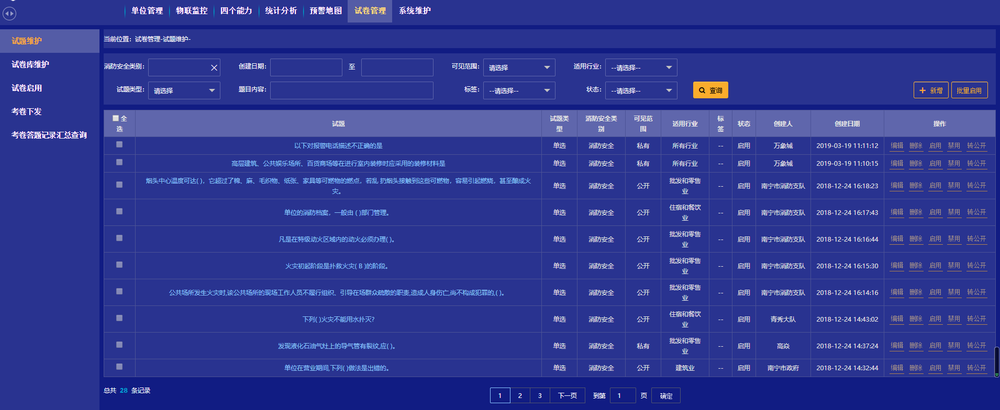 单位管理 物联监控 四个能力 统计分析 预警地图 试卷管理 系统维护
试题维护
试卷库维护
试卷启用
考卷下发
考卷答题记录汇总查询
当前位置：试卷管理-试题维护-
消防安全类别： 创建日期： 至 可见范围： 请选择 适用行业： --请选择--
试题类型： 请选择 题目内容： 标签： --请选择-- 状态： --请选择-- 查询 新增 批量启用
全选 试题 试题类型 消防安全类别 可见范围 适用行业 标签 状态 创建人 创建日期 操作
以下对报警电话描述不正确的是 单选 消防安全 私有 所有行业 -- 启用 万象城 2019-03-19 11:11:12 编辑 删除 启用 禁用 转公开
高层建筑、公共娱乐场所、百货商场等在进行室内装修时应采用的装修材料是 单选 消防安全 私有 所有行业 -- 启用 万象城 2019-03-19 11:10:15 编辑 删除 启用 禁用 转公开
烟头中心温度可达( )，它超过了棉、麻、毛织物、纸张、家具等可燃物的燃点，若乱 扔烟头接触到这些可燃物，容易引起燃烧，甚至酿成火灾。 单选 消防安全 公开 批发和零售业 -- 启用 南宁市消防支队 2018-12-24 16:18:23 编辑 删除 启用 禁用 转公开
单位的消防档案，一般由 ( )部门管理。 单选 消防安全 公开 住宿和餐饮业 -- 启用 南宁市消防支队 2018-12-24 16:17:43 编辑 删除 启用 禁用 转公开
凡是在特级动火区域内的动火必须办理( )。 单选 消防安全 公开 批发和零售业 -- 启用 南宁市消防支队 2018-12-24 16:16:44 编辑 删除 启用 禁用 转公开
火灾初起阶段是扑救火灾( B )的阶段。 单选 消防安全 公开 批发和零售业 -- 启用 南宁市消防支队 2018-12-24 16:15:30 编辑 删除 启用 禁用 转公开
公共场所发生火灾时,该公共场所的现场工作人员不履行组织、引导在场群众疏散的职责,造成人身伤亡,尚不构成犯罪的,( )。 单选 消防安全 公开 批发和零售业 -- 启用 南宁市消防支队 2018-12-24 16:14:16 编辑 删除 启用 禁用 转公开
下列( )火灾不能用水扑灭? 单选 消防安全 公开 住宿和餐饮业 -- 启用 青秀大队 2018-12-24 14:43:02 编辑 删除 启用 禁用 转公开
发现液化石油气灶上的导气管有裂纹,应( )。 单选 消防安全 私有 批发和零售业 -- 启用 高焱 2018-12-24 14:37:24 编辑 删除 启用 禁用 转公开
单位在营业期间,下列( )做法是出错的。 单选 消防安全 公开 建筑业 -- 启用 南宁市政府 2018-12-24 14:32:44 编辑 删除 启用 禁用 转公开
总共 28 条记录 1 2 3 下一页 到第 1 页 确定